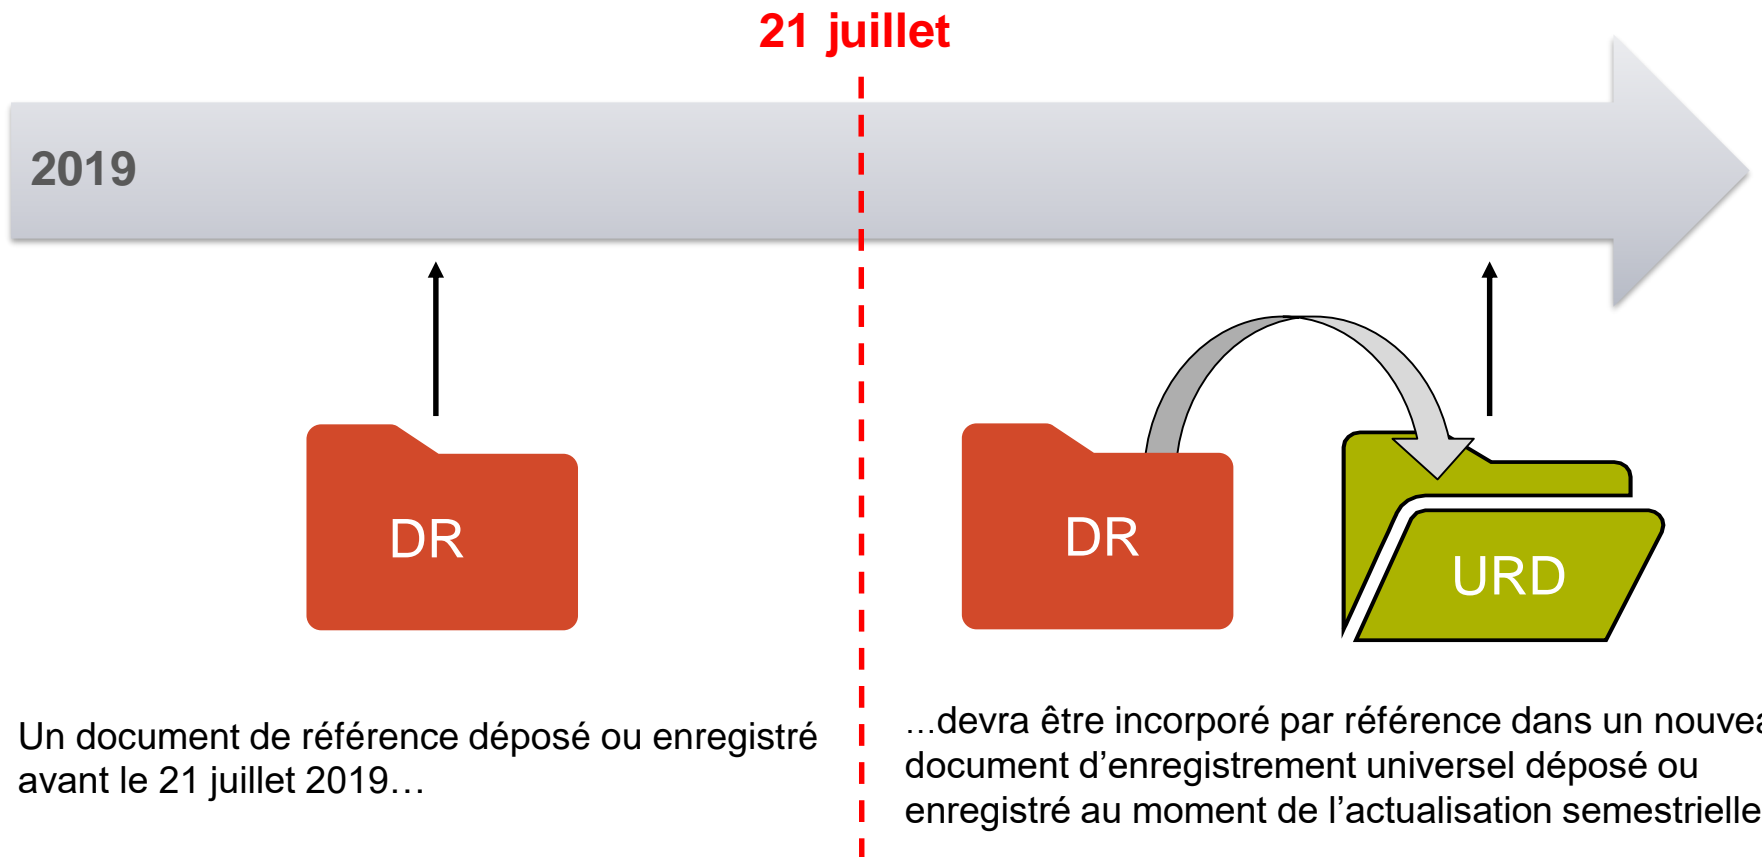 21 juillet
2019
DR
DR
URD
Un document de référence déposé ou enregistré
avant le 21 juillet 2019…
…devra être incorporé par référence dans un nouvea
document d’enregistrement universel déposé ou
enregistré au moment de l’actualisation semestrielle